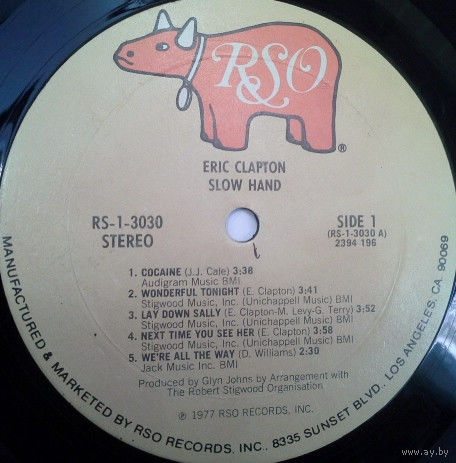 RSO
®
ERIC CLAPTON
SLOW HAND
RS-1-3030
STEREO
SIDE 1
(RS-1-3030 A)
2394 196
1. COCAINE (J.J. Cale) 3:38
Audigram Music BMI
2. WONDERFUL TONIGHT (E. Clapton) 3:41
Stigwood Music, Inc. (Unichappell Music) BMI
3. LAY DOWN SALLY (E. Clapton-M. Levy-G. Terry) 3:52
Stigwood Music, Inc. (Unichappell Music) BMI
4. NEXT TIME YOU SEE HER (E. Clapton) 3:58
Stigwood Music, Inc. (Unichappell Music) BMI
5. WE'RE ALL THE WAY (D. Williams) 2:30
Jack Music Inc. BMI
Produced by Glyn Johns by Arrangement with
The Robert Stigwood Organisation
℗ 1977 RSO RECORDS, INC.
MANUFACTURED & MARKETED BY RSO RECORDS, INC., 8335 SUNSET BLVD., LOS ANGELES, CA 90069
www.ay.by